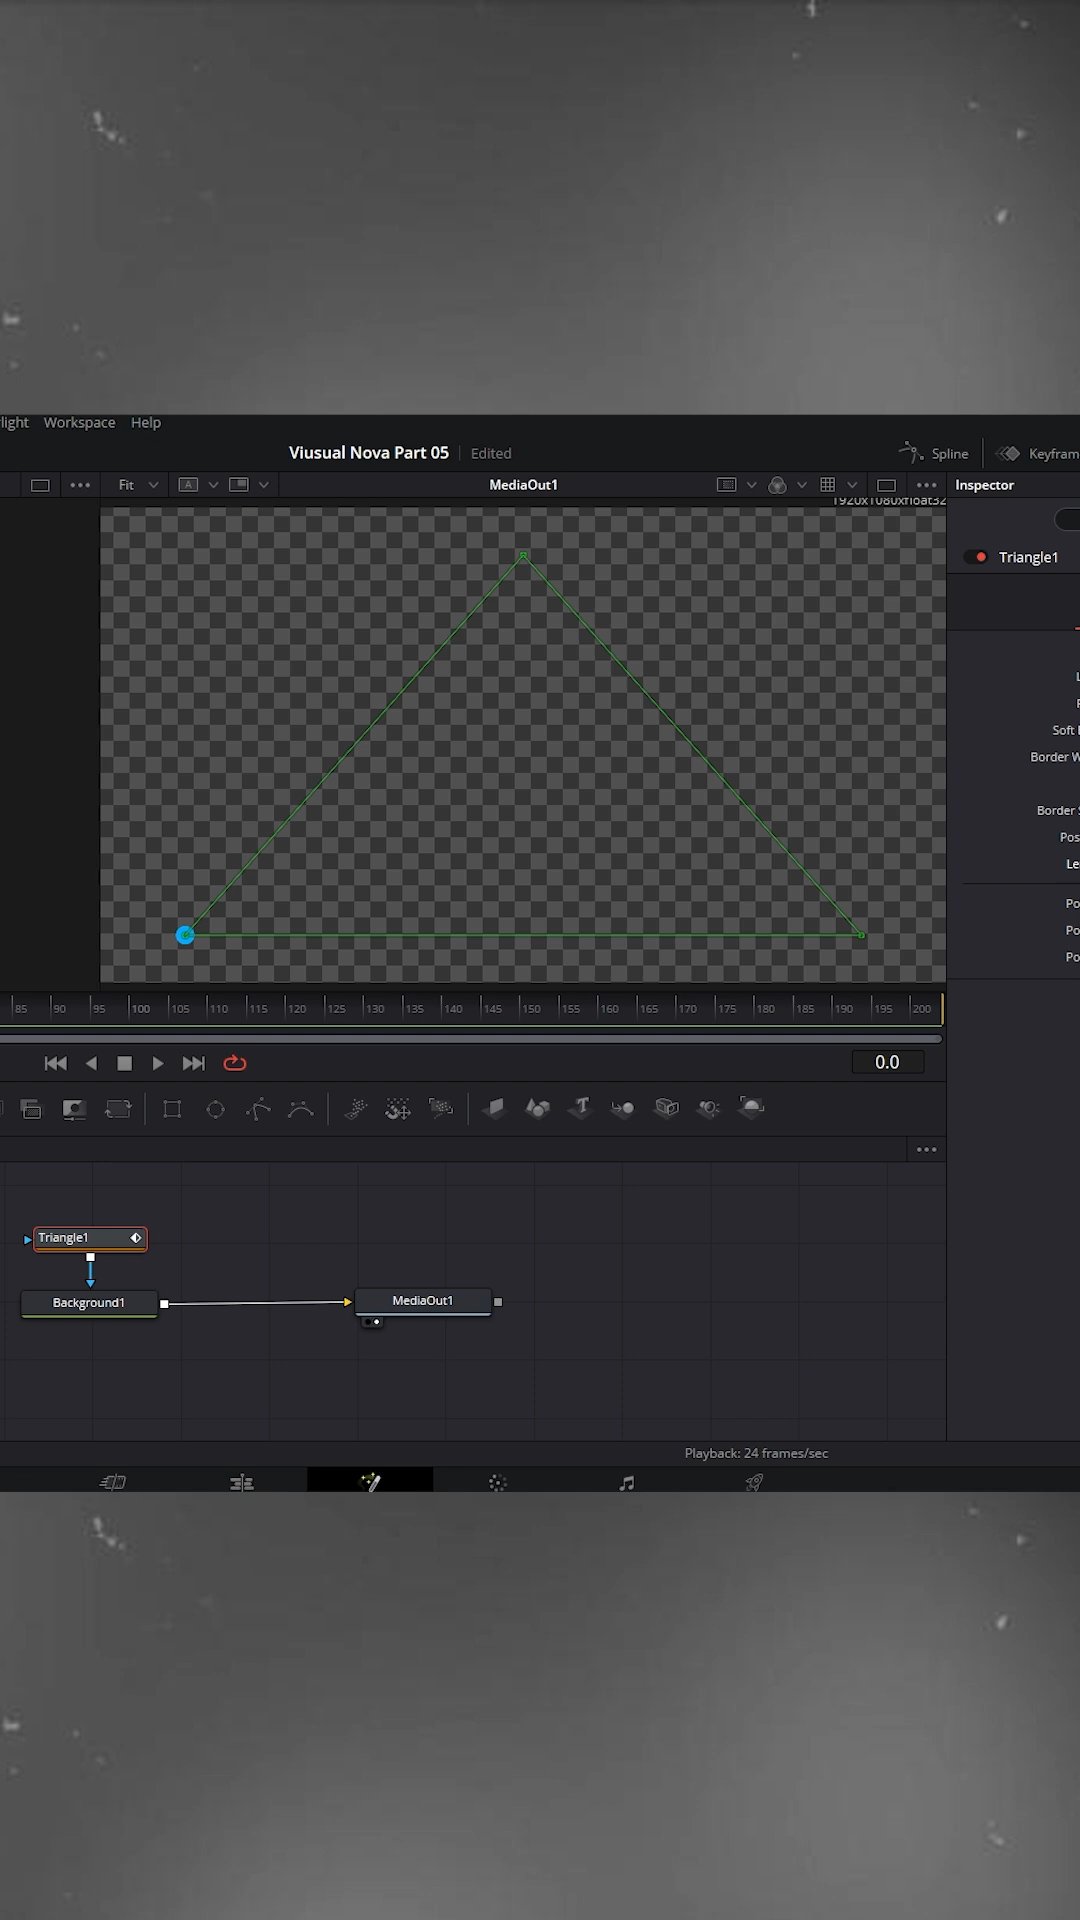 light Workspace Help
Viusual Nova Part 05 Edited
Spline Keyfram
Fit A MediaOut1 Inspector
1920x1080xfloat32
Triangle1
L
Soft
Border W
Border S
Pos
Le
Po
Po
Po
85 90 95 100 105 110 115 120 125 130 135 140 145 150 155 160 165 170 175 180 185 190 195 200
0.0
T
Triangle1
Background1
MediaOut1
Playback: 24 frames/sec